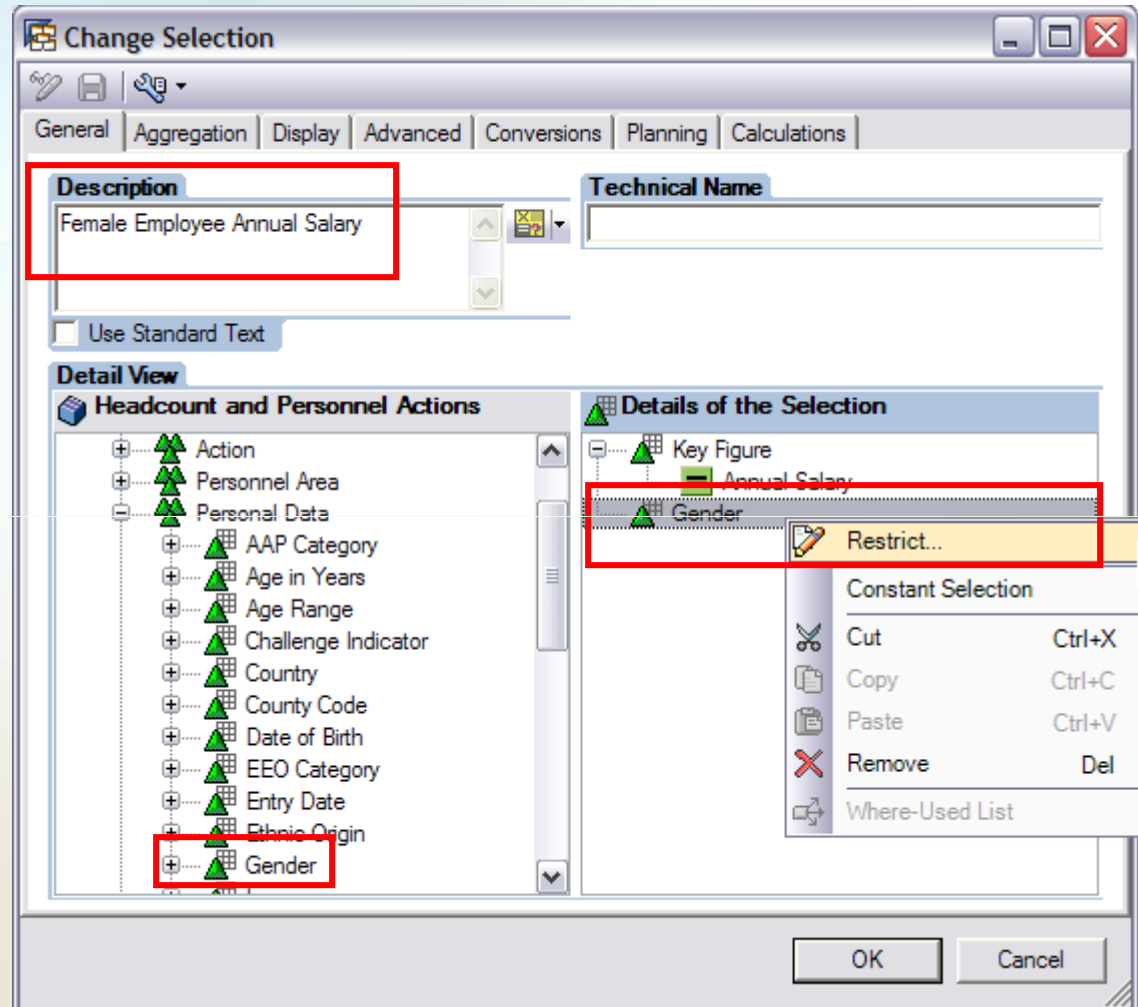 Change Selection
General Aggregation Display Advanced Conversions Planning Calculations
Description
Female Employee Annual Salary
Technical Name
Use Standard Text
Detail View
Headcount and Personnel Actions
Action
Personnel Area
Personal Data
AAP Category
Age in Years
Age Range
Challenge Indicator
Country
County Code
Date of Birth
EEO Category
Entry Date
Ethnic Origin
Gender
Details of the Selection
Key Figure
Annual Salary
Gender
Restrict...
Constant Selection
Cut Ctrl+X
Copy Ctrl+C
Paste Ctrl+V
Remove Del
Where-Used List
OK Cancel